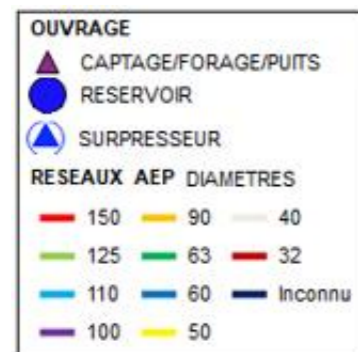 OUVRAGE
CAPTAGE/FORAGE/PUITS
RESERVOIR
SURPRESSEUR
RESEAUX AEP DIAMETRES
150 90 40
125 63 32
110 60 Inconnu
100 50